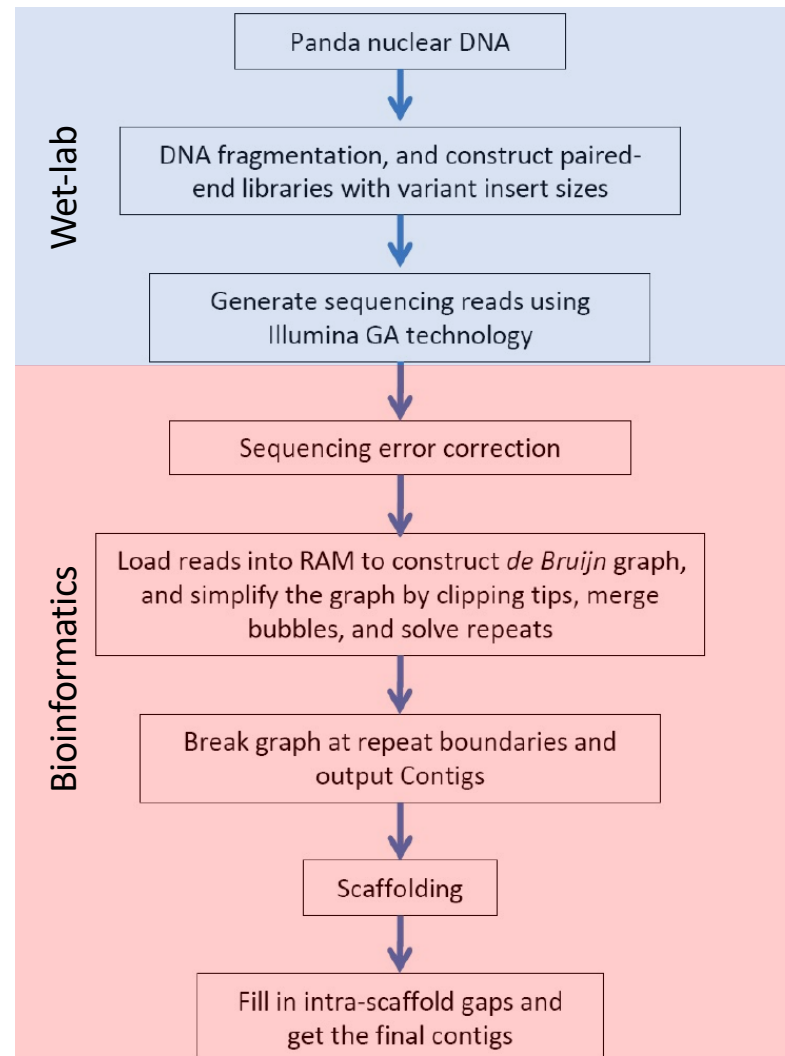 Wet-lab
Panda nuclear DNA
DNA fragmentation, and construct paired-
end libraries with variant insert sizes
Generate sequencing reads using
Illumina GA technology
Bioinformatics
Sequencing error correction
Load reads into RAM to construct de Bruijn graph,
and simplify the graph by clipping tips, merge
bubbles, and solve repeats
Break graph at repeat boundaries and
output Contigs
Scaffolding
Fill in intra-scaffold gaps and
get the final contigs